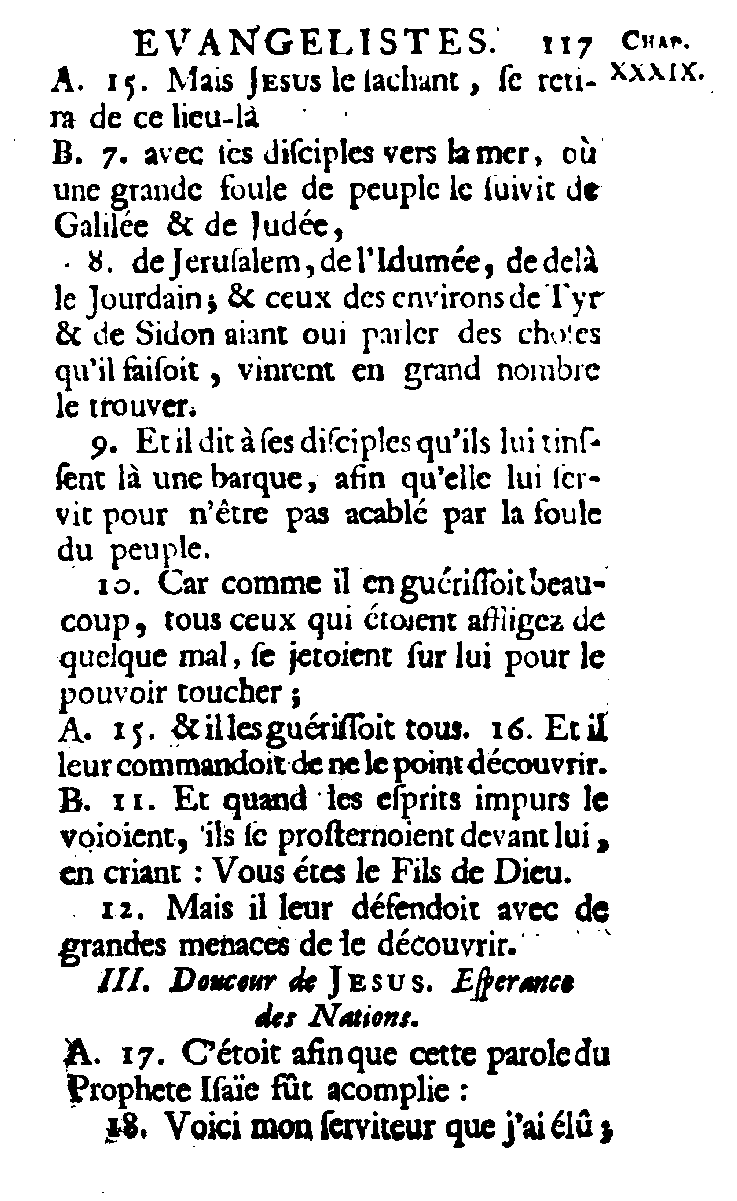 EVANGELISTES. 117 CHAP.
XXXIX.
A. 15. Mais JESUS le sachant, ſe reti-
ra de ce lieu-là
B. 7. avec ſes diſciples vers la mer, où
une grande foule de peuple le ſuivit de
Galilée & de Judée,
8. de Jeruſalem, de l'Idumée, de delà
le Jourdain; & ceux des environs de Tyr
& de Sidon aiant oui parler des choſes
qu'il faiſoit, vinrent en grand nombre
le trouver.
9. Et il dit à ſes diſciples qu'ils lui tinſ-
ſent là une barque, afin qu'elle lui ſer-
vit pour n'être pas acablé par la foule
du peuple.
10. Car comme il en guériſſoit beau-
coup, tous ceux qui étoient affligez de
quelque mal, ſe jetoient ſur lui pour le
pouvoir toucher;
A. 15. & il les guériſſoit tous. 16. Et il
leur commandoit de ne le point découvrir.
B. 11. Et quand les eſprits impurs le
voioient, ils ſe proſternoient devant lui,
en criant : Vous étes le Fils de Dieu.
12. Mais il leur défendoit avec de
grandes menaces de le découvrir.
III. Douceur de JESUS. Eſperance
des Nations.
A. 17. C'étoit afin que cette parole du
Prophete Iſaïe fût acomplie :
18. Voici mon ſerviteur que j'ai élû;